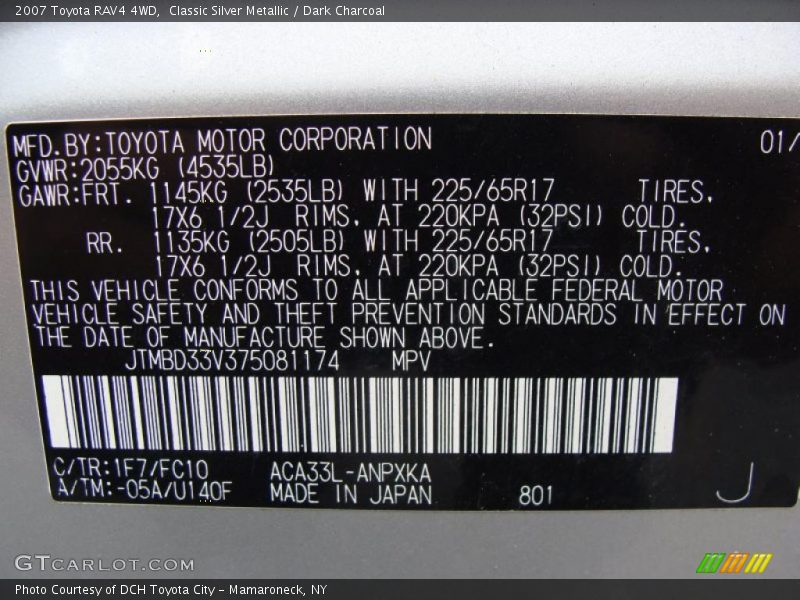 2007 Toyota RAV4 4WD, Classic Silver Metallic / Dark Charcoal
MFD.BY:TOYOTA MOTOR CORPORATION 01/
GVWR:2055KG (4535LB)
GAWR:FRT. 1145KG (2535LB) WITH 225/65R17 TIRES,
17X6 1/2J RIMS, AT 220KPA (32PSI) COLD.
RR. 1135KG (2505LB) WITH 225/65R17 TIRES,
17X6 1/2J RIMS, AT 220KPA (32PSI) COLD.
THIS VEHICLE CONFORMS TO ALL APPLICABLE FEDERAL MOTOR
VEHICLE SAFETY AND THEFT PREVENTION STANDARDS IN EFFECT ON
THE DATE OF MANUFACTURE SHOWN ABOVE.
JTMBD33V375081174 MPV
C/TR:1F7/FC10 ACA33L-ANPXKA
A/TM:-05A/U140F MADE IN JAPAN 801 J
GTCARLOT.COM
Photo Courtesy of DCH Toyota City - Mamaroneck, NY